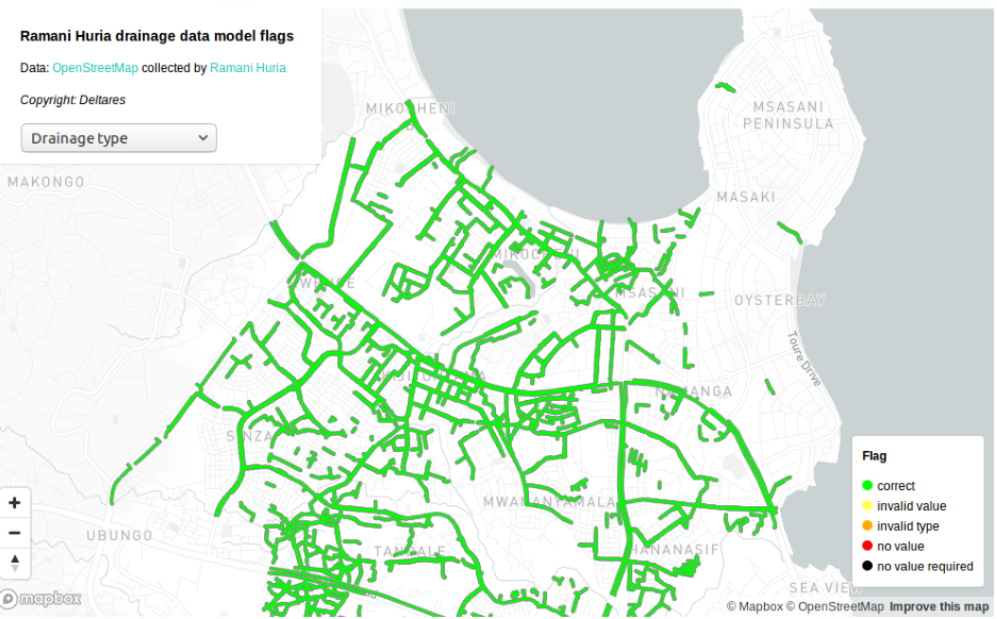 Ramani Huria drainage data model flags
Data: OpenStreetMap collected by Ramani Huria
Copyright: Deltares
Drainage type
MIKOCHENI
MSASANI
PENINSULA
MAKONGO
MASAKI
MIKOCHENI
MSASANI
OYSTERBAY
Toure Drive
NAMANGA
SINZA
MWANANYAMALA
UBUNGO
TANDALE
HANANASIF
SEA VIEW
Flag
correct
invalid value
invalid type
no value
no value required
+
−
mapbox
© Mapbox © OpenStreetMap Improve this map